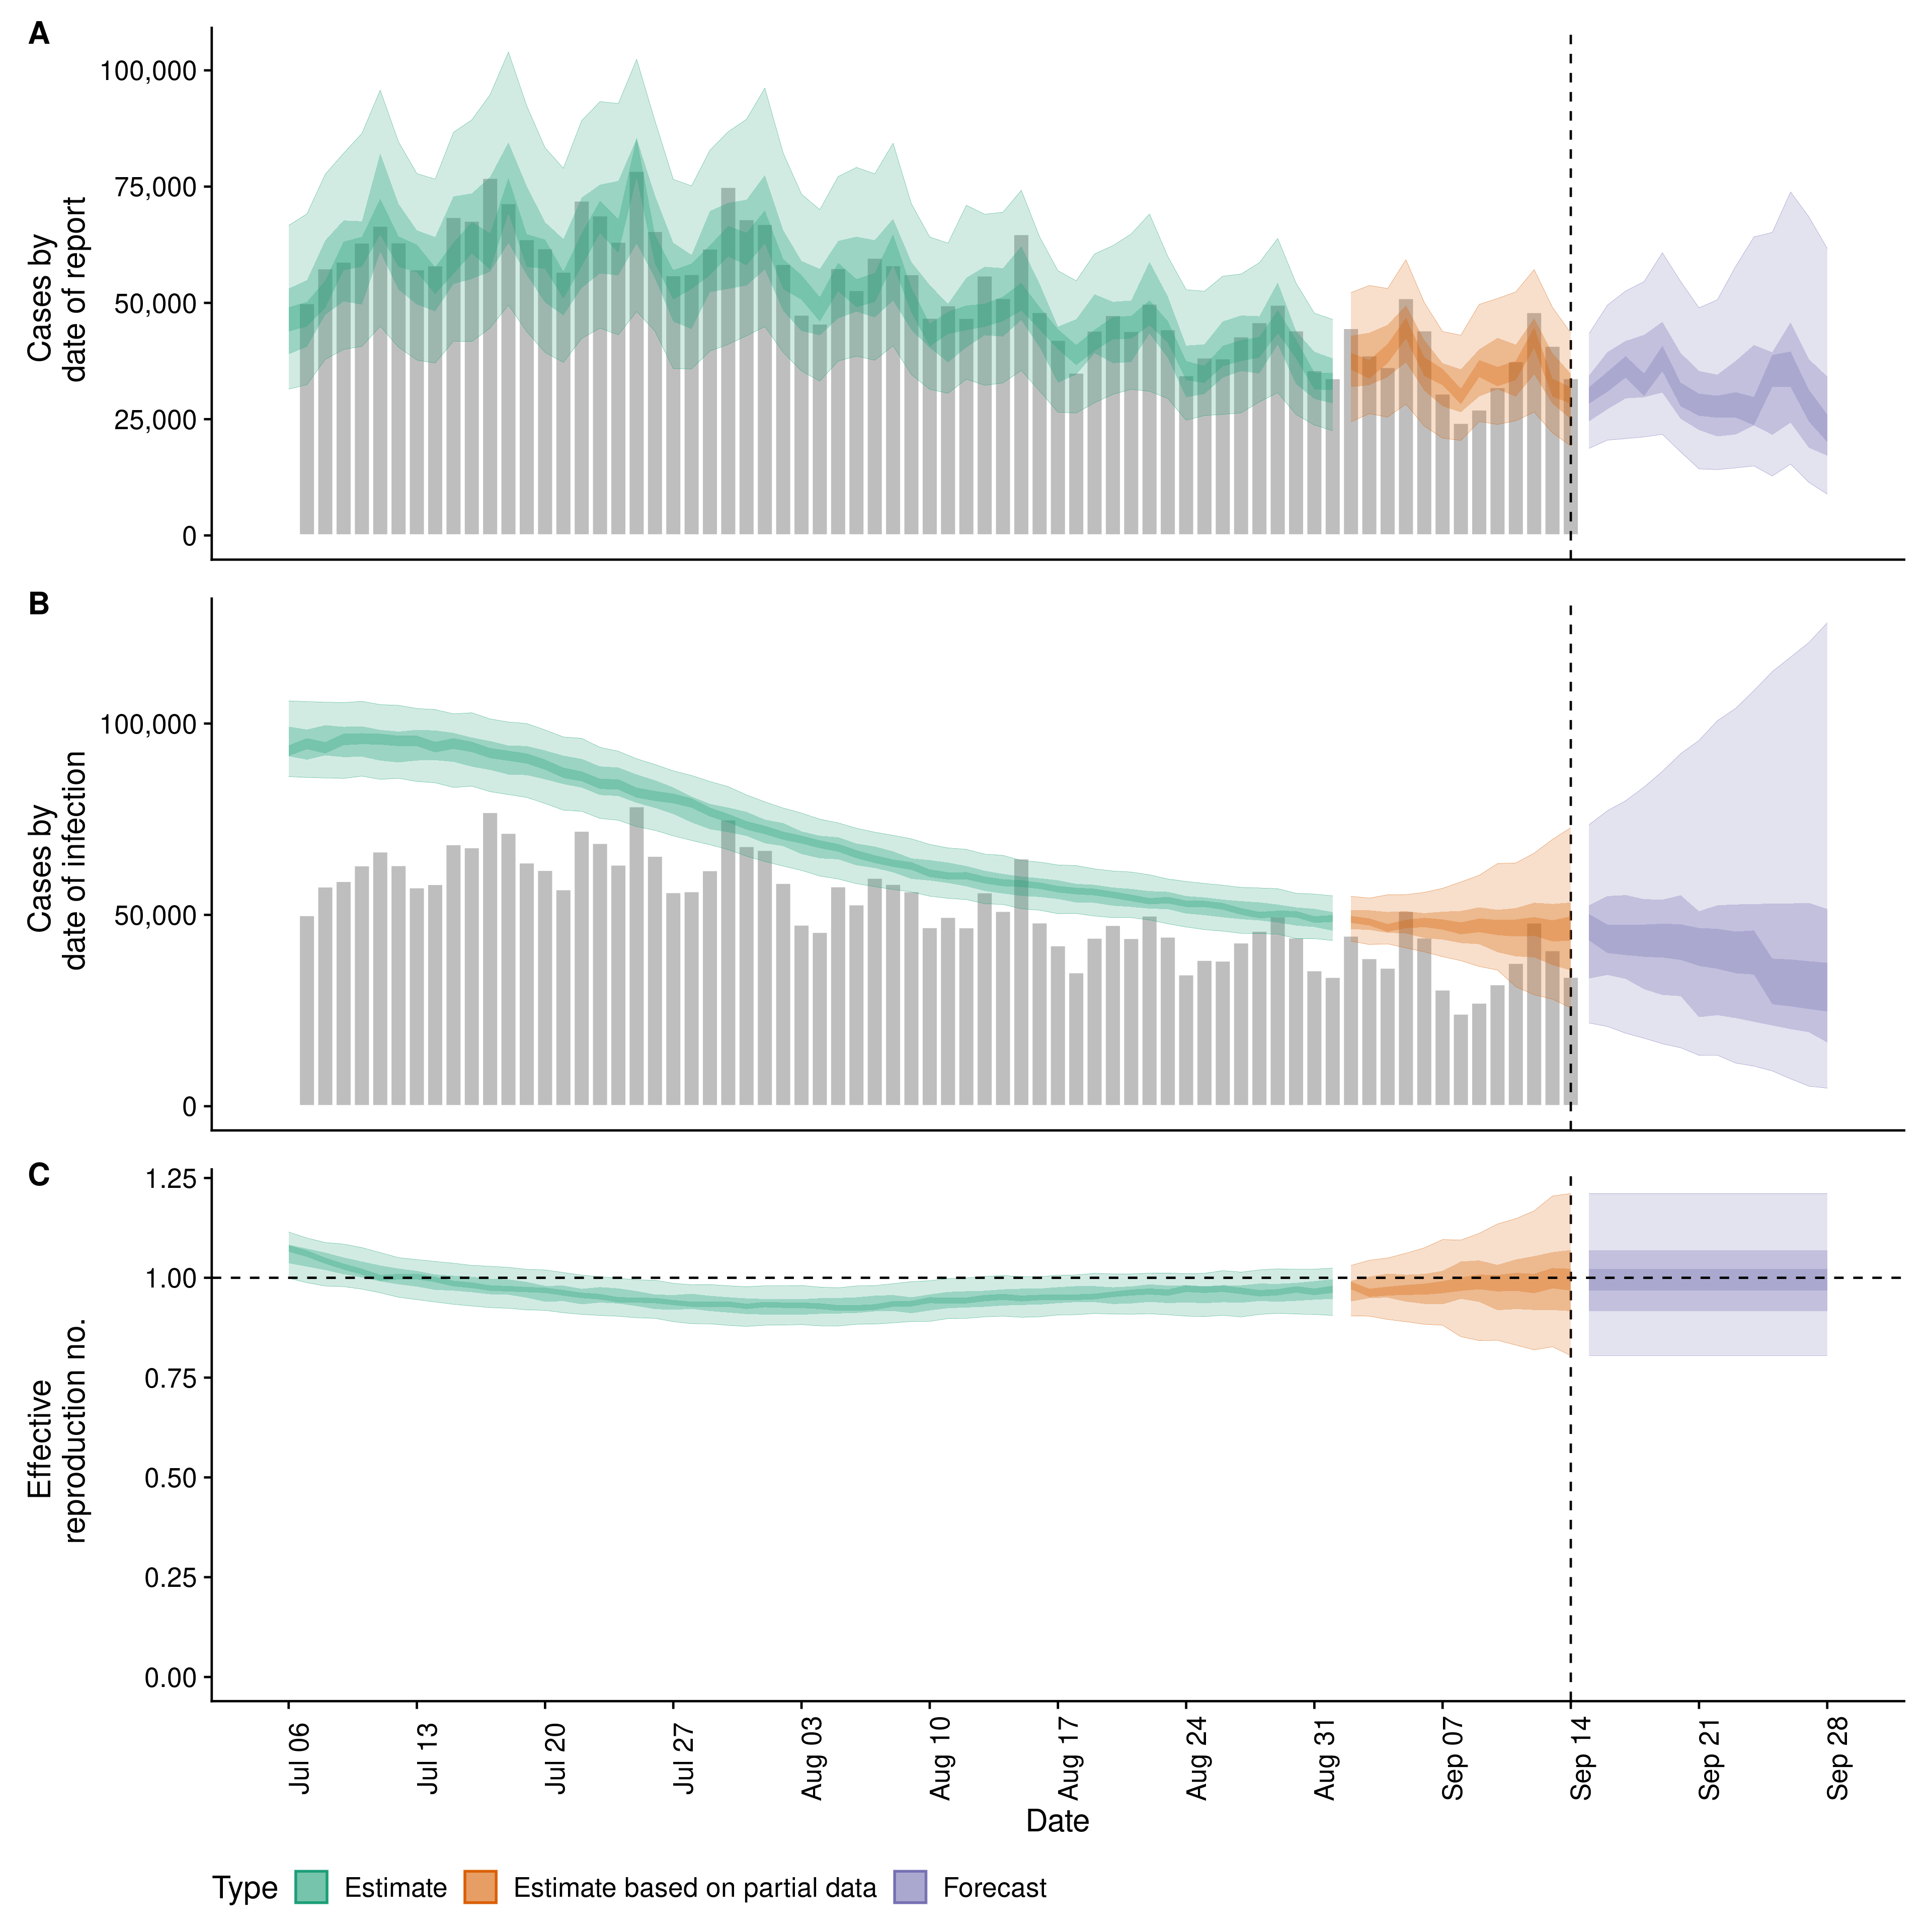 A
Cases by
date of report
100,000
75,000
50,000
25,000
0
B
Cases by
date of infection
100,000
50,000
0
C
Effective
reproduction no.
1.25
1.00
0.75
0.50
0.25
0.00
Jul 06
Jul 13
Jul 20
Jul 27
Aug 03
Aug 10
Aug 17
Aug 24
Aug 31
Sep 07
Sep 14
Sep 21
Sep 28
Date
Type Estimate Estimate based on partial data Forecast